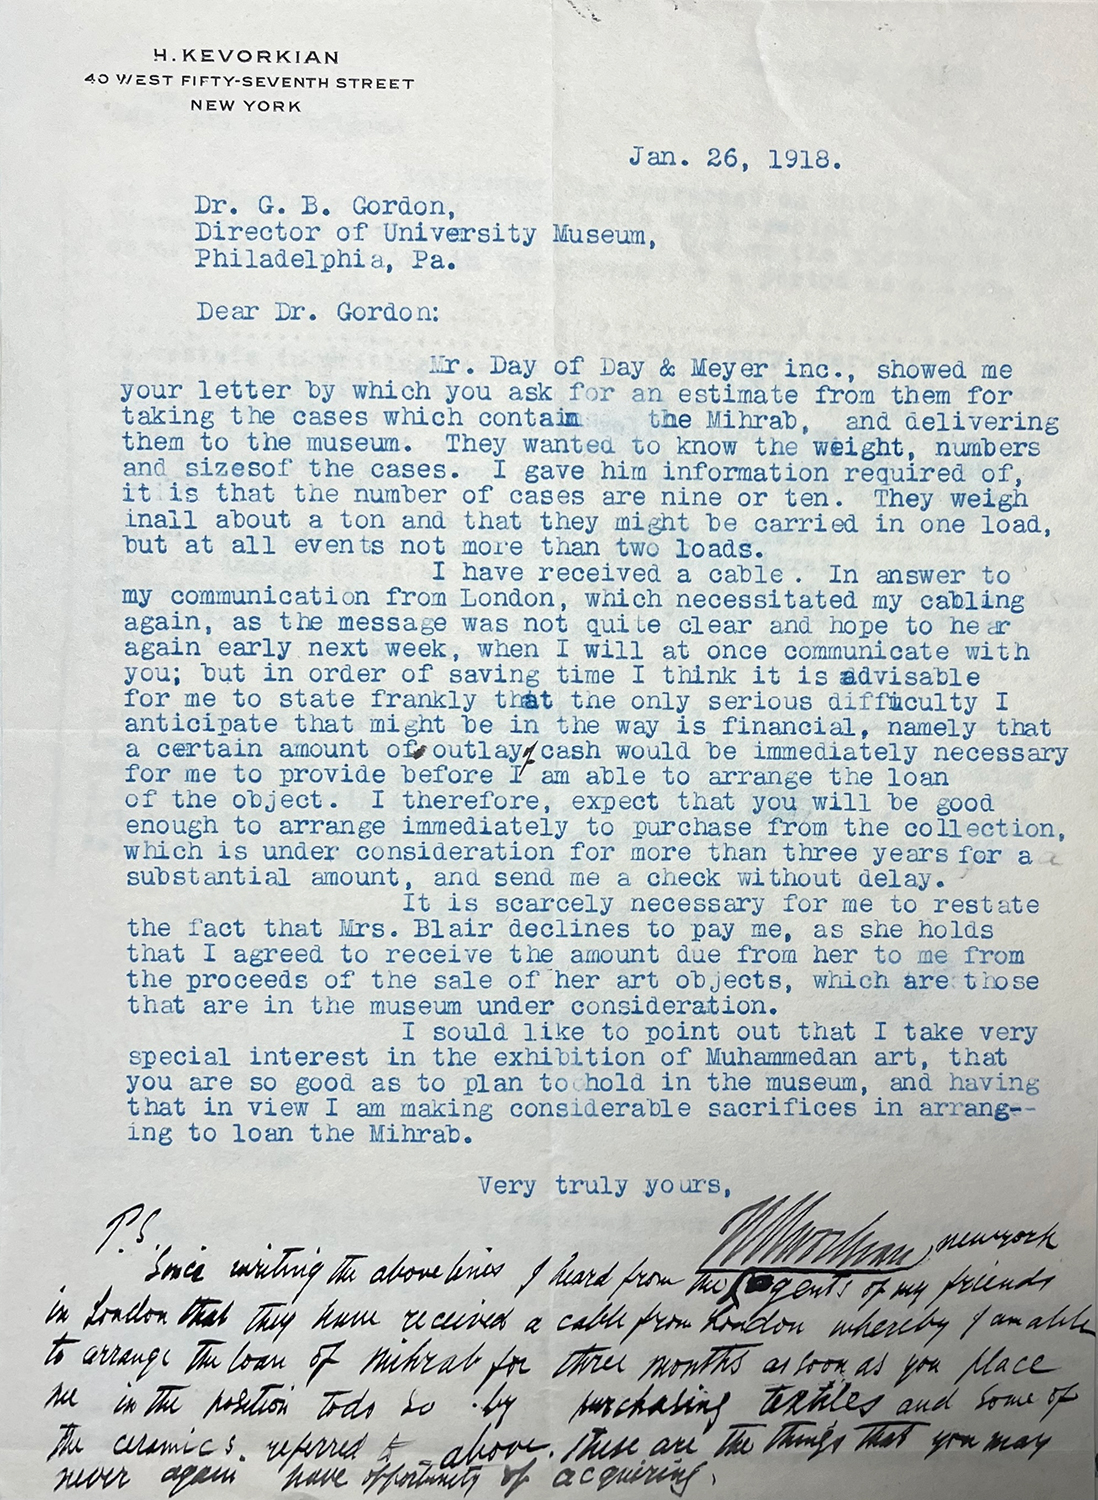 H. KEVORKIAN
40 WEST FIFTY-SEVENTH STREET
NEW YORK
Jan. 26, 1918.
Dr. G. B. Gordon,
Director of University Museum,
Philadelphia, Pa.
Dear Dr. Gordon:
Mr. Day of Day & Meyer inc., showed me
your letter by which you ask for an estimate from them for
taking the cases which contain the Mihrab, and delivering
them to the museum. They wanted to know the weight, numbers
and sizesof the cases. I gave him information required of,
it is that the number of cases are nine or ten. They weigh
inall about a ton and that they might be carried in one load,
but at all events not more than two loads.
I have received a cable. In answer to
my communication from London, which necessitated my cabling
again, as the message was not quite clear and hope to hear
again early next week, when I will at once communicate with
you; but in order of saving time I think it is advisable
for me to state frankly that the only serious difficulty I
anticipate that might be in the way is financial, namely that
a certain amount of outlay, cash would be immediately necessary
for me to provide before I am able to arrange the loan
of the object. I therefore, expect that you will be good
enough to arrange immediately to purchase from the collection,
which is under consideration for more than three years for a
substantial amount, and send me a check without delay.
It is scarcely necessary for me to restate
the fact that Mrs. Blair declines to pay me, as she holds
that I agreed to receive the amount due from her to me from
the proceeds of the sale of her art objects, which are those
that are in the museum under consideration.
I sould like to point out that I take very
special interest in the exhibition of Muhammedan art, that
you are so good as to plan to hold in the museum, and having
that in view I am making considerable sacrifices in arrang--
ing to loan the Mihrab.
Very truly yours,
HKevorkian, newyork
P.S.
Since writing the above lines I heard from the agents of my friends
in London that they have received a cable from London whereby I am able
to arrange the loan of Mihrab for three months as soon as you place
me in the position todo so by purchasing textiles and some of
the ceramics referred to above. These are the things that you may
never again have opportunity of acquiring.